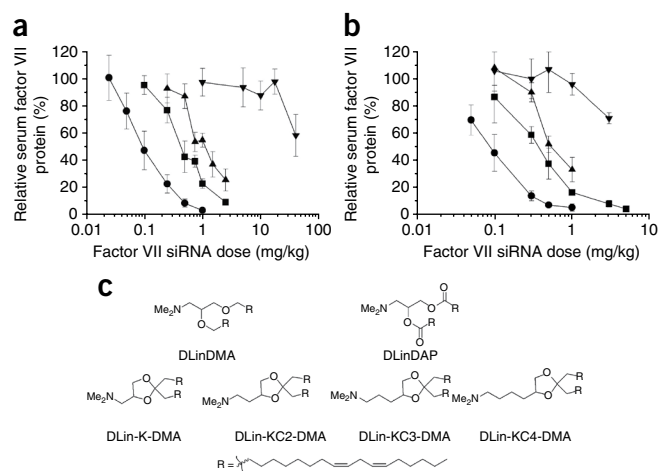 a
b
Relative serum factor VII
protein (%)
120
100
80
60
40
20
0
0.01
0.1
1
10
100
Factor VII siRNA dose (mg/kg)
Relative serum factor VII
protein (%)
120
100
80
60
40
20
0
0.01
0.1
1
10
Factor VII siRNA dose (mg/kg)
c
Me2N
O
R
O
R
DLinDMA
Me2N
O
O
R
O
R
O
DLinDAP
Me2N
O
O
R
R
DLin-K-DMA
Me2N
O
O
R
R
DLin-KC2-DMA
Me2N
O
O
R
R
DLin-KC3-DMA
Me2N
O
O
R
R
DLin-KC4-DMA
R =